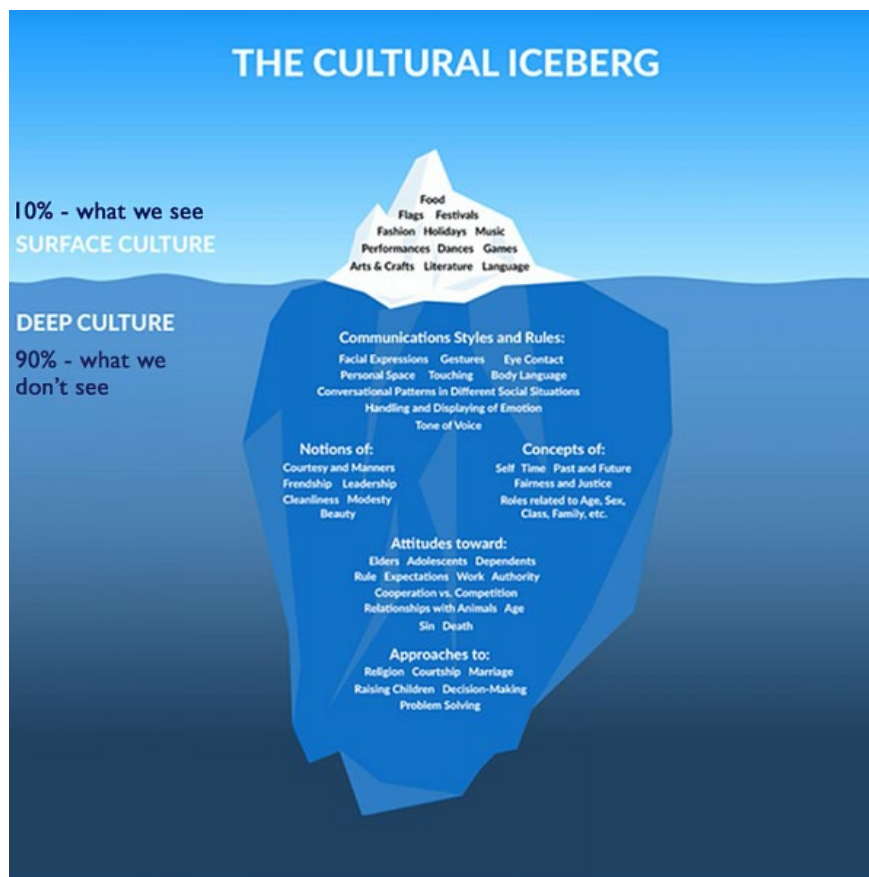 THE CULTURAL ICEBERG
10% - what we see
SURFACE CULTURE
Food
Flags Festivals
Fashion Holidays Music
Performances Dances Games
Arts & Crafts Literature Language
DEEP CULTURE
90% - what we
don't see
Communications Styles and Rules:
Facial Expressions Gestures Eye Contact
Personal Space Touching Body Language
Conversational Patterns in Different Social Situations
Handling and Displaying of Emotion
Tone of Voice
Notions of:
Courtesy and Manners
Frendship Leadership
Cleanliness Modesty
Beauty
Concepts of:
Self Time Past and Future
Fairness and Justice
Roles related to Age, Sex,
Class, Family, etc.
Attitudes toward:
Elders Adolescents Dependents
Rule Expectations Work Authority
Cooperation vs. Competition
Relationships with Animals Age
Sin Death
Approaches to:
Religion Courtship Marriage
Raising Children Decision-Making
Problem Solving